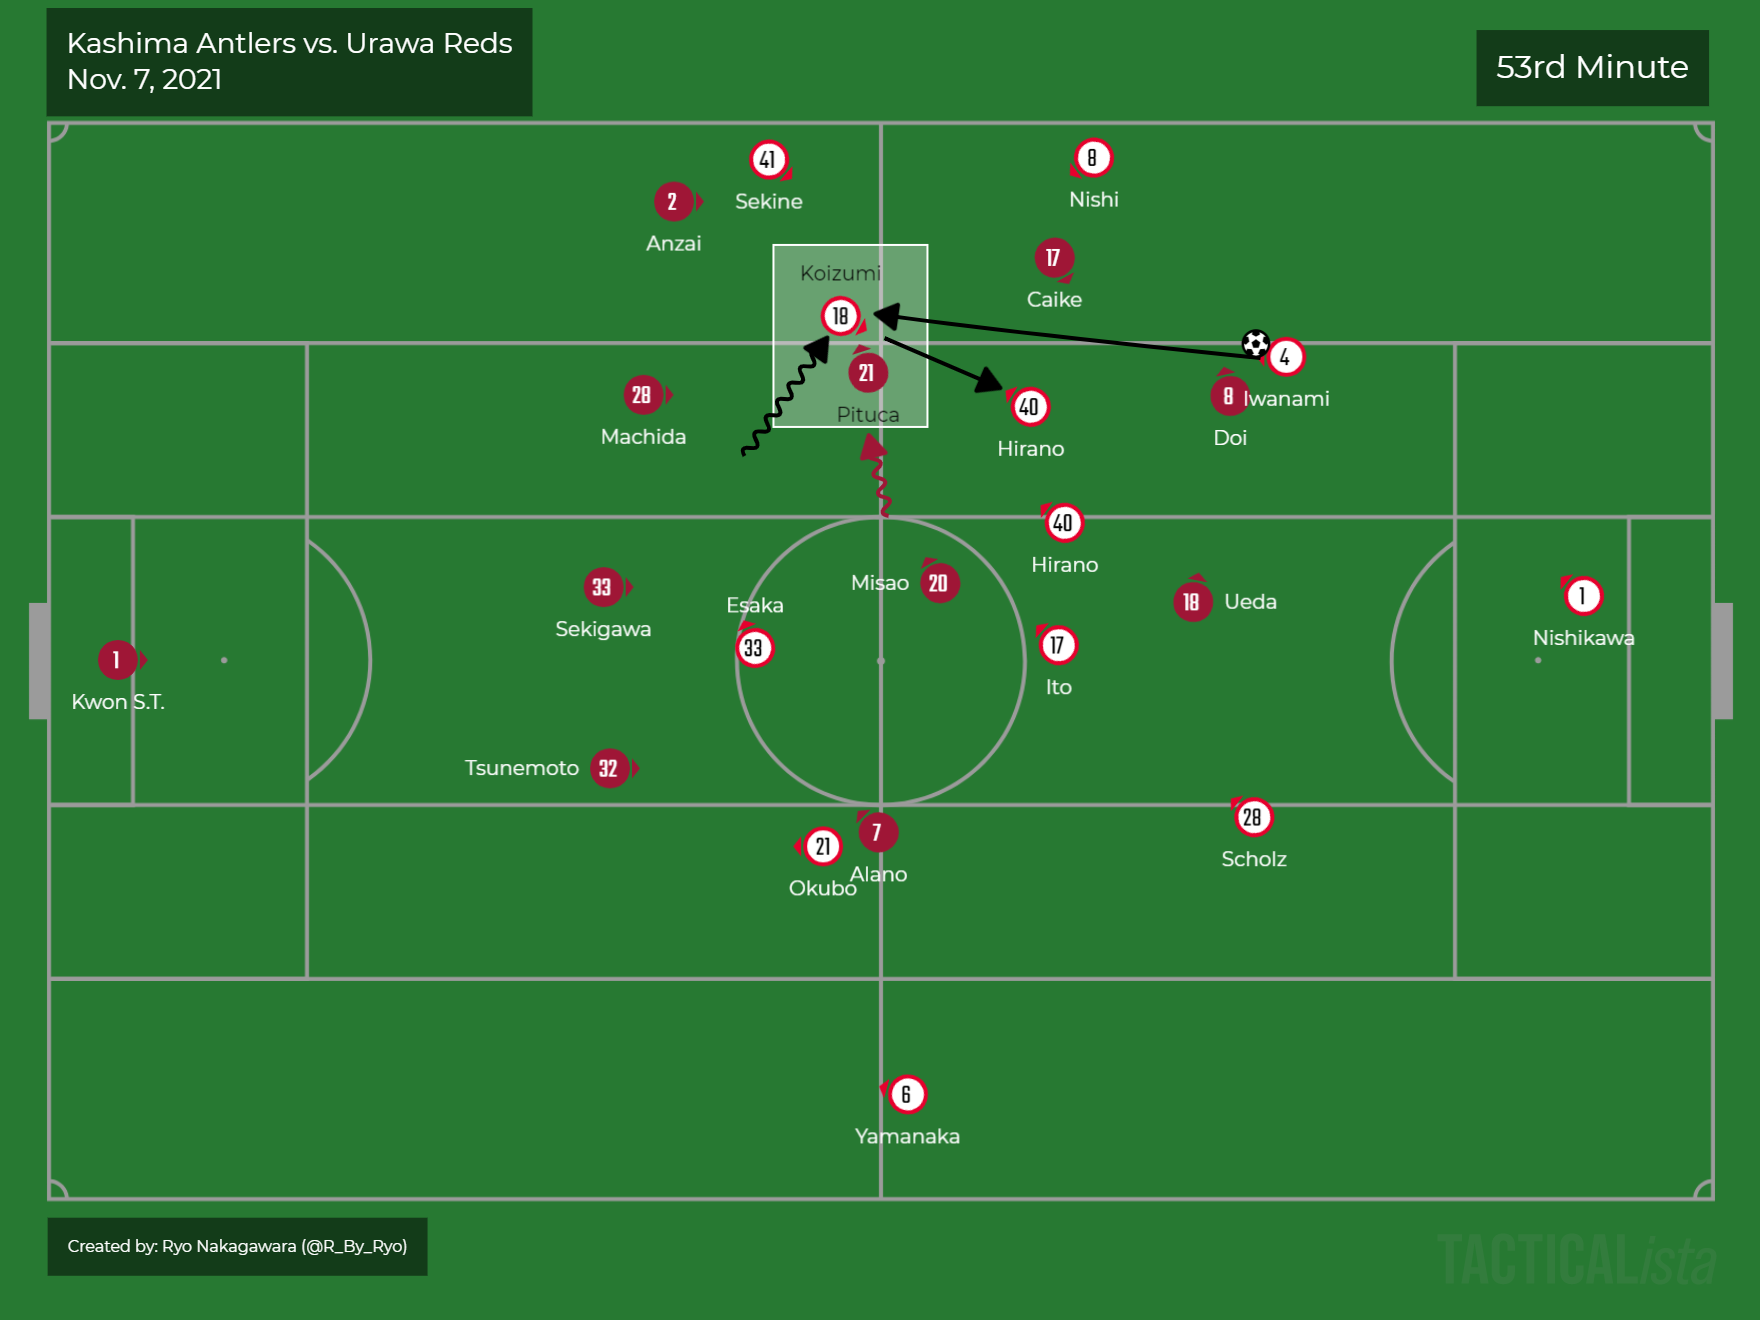 Kashima Antlers vs. Urawa Reds
Nov. 7, 2021
53rd Minute
41
Sekine
8
Nishi
2
Anzai
17
Caike
Koizumi
18
4
Iwanami
21
Pituca
28
Machida
40
Hirano
8
Doi
40
Hirano
Misao 20
33
Sekigawa
Esaka
33
18 Ueda
1
Nishikawa
17
Ito
1
Kwon S.T.
Tsunemoto 32
28
Scholz
21
Okubo
7
Alano
6
Yamanaka
Created by: Ryo Nakagawara (@R_By_Ryo)
TACTICALista